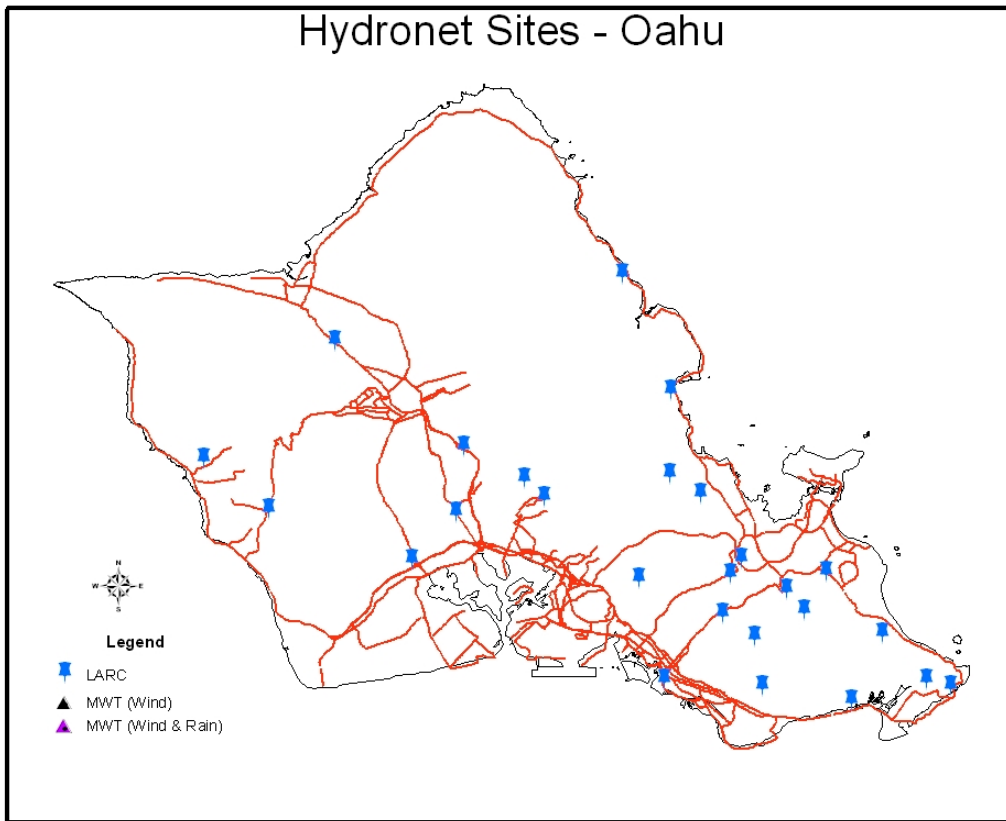 Hydronet Sites - Oahu
N
W E
S
Legend
LARC
MWT (Wind)
MWT (Wind & Rain)